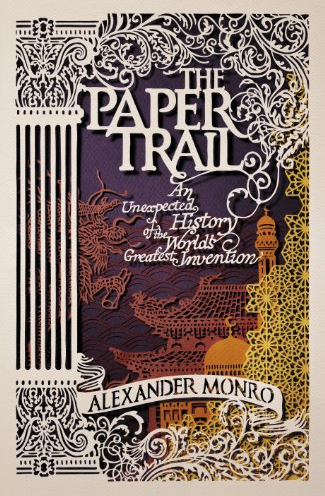 THE
PAPER
TRAIL
An
Unexpected
History
of the
World's
Greatest Invention
ALEXANDER MONRO